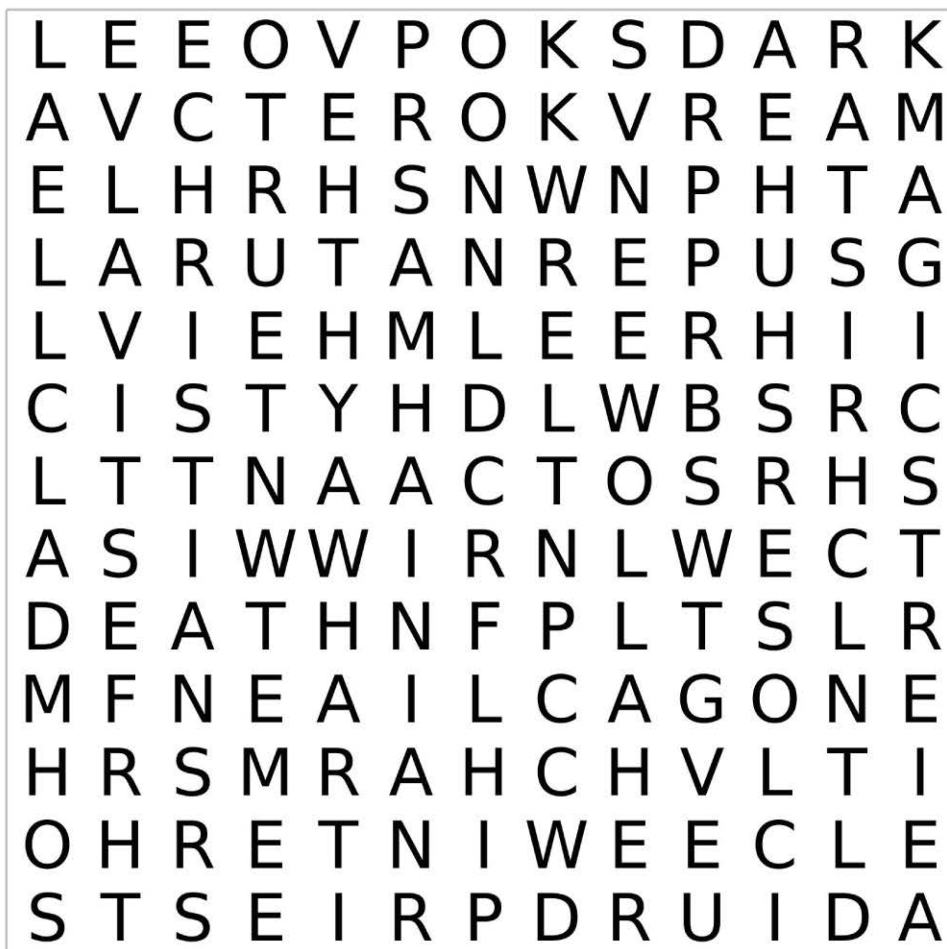 L E E O V P O K S D A R K
A V C T E R O K V R E A M
E L H R H S N W N P H T A
L A R U T A N R E P U S G
L V I E H M L E E R H I I
C I S T Y H D L W B S R C
L T T N A A C T O S R H S
A S I W W I R N L W E C T
D E A T H N F P L T S L R
M F N E A I L C A G O N E
H R S M R A H C H V L T I
O H R E T N I W E E C L E
S T S E I R P D R U I D A